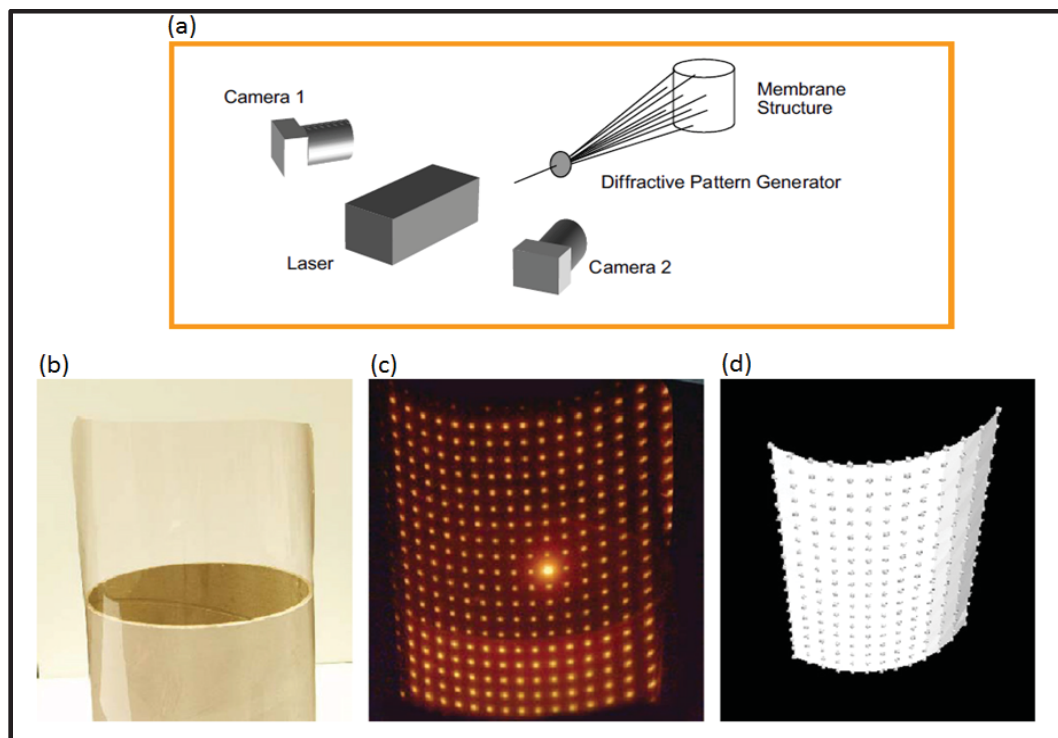 (a)
Camera 1
Membrane
Structure
Diffractive Pattern Generator
Laser
Camera 2
(b)
(c)
(d)